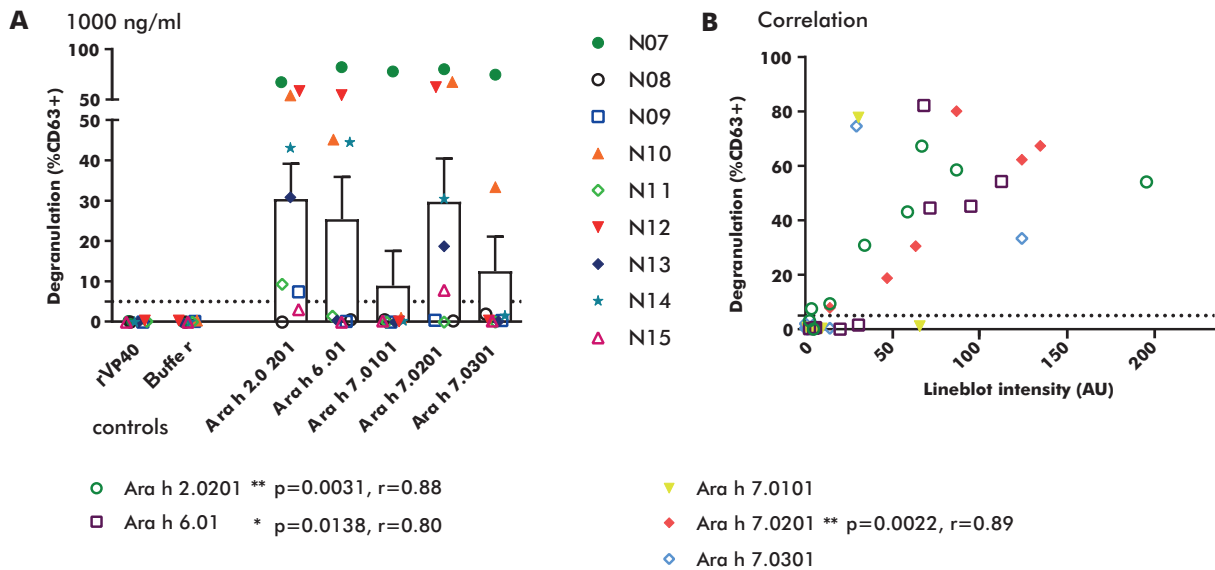 A 1000 ng/ml
100
50
50
40
30
20
10
0
Degranulation (%CD63+)
rVP40
Buffe r
Ara h 2.0 201
Ara h 6 .01
Ara h 7 .0101
Ara h 7.0201
Ara h 7.0301
controls
N07
N08
N09
N10
N11
N12
N13
N14
N15
B Correlation
100
80
60
40
20
0
Degranulation (%CD63+)
0 50 100 150 200
Lineblot intensity (AU)
Ara h 2.0201 ** p=0.0031, r=0.88
Ara h 6.01 * p=0.0138, r=0.80
Ara h 7.0101
Ara h 7.0201 ** p=0.0022, r=0.89
Ara h 7.0301